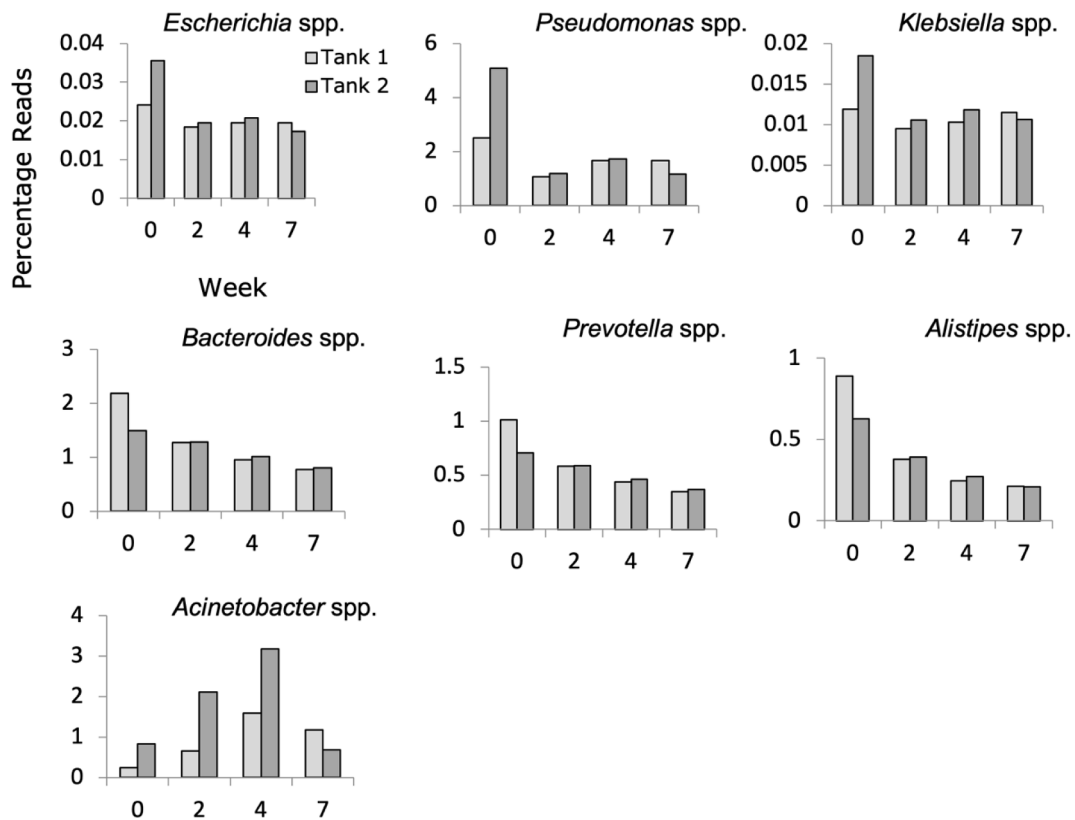 Escherichia spp.
Pseudomonas spp.
Klebsiella spp.
Percentage Reads
0.04
0.03
0.02
0.01
0
Tank 1
Tank 2
0 2 4 7
Week
6
4
2
0
0 2 4 7
0.02
0.015
0.01
0.005
0
0 2 4 7
Bacteroides spp.
3
2
1
0
0 2 4 7
Prevotella spp.
1.5
1
0.5
0
0 2 4 7
Alistipes spp.
1
0.5
0
0 2 4 7
Acinetobacter spp.
4
3
2
1
0
0 2 4 7